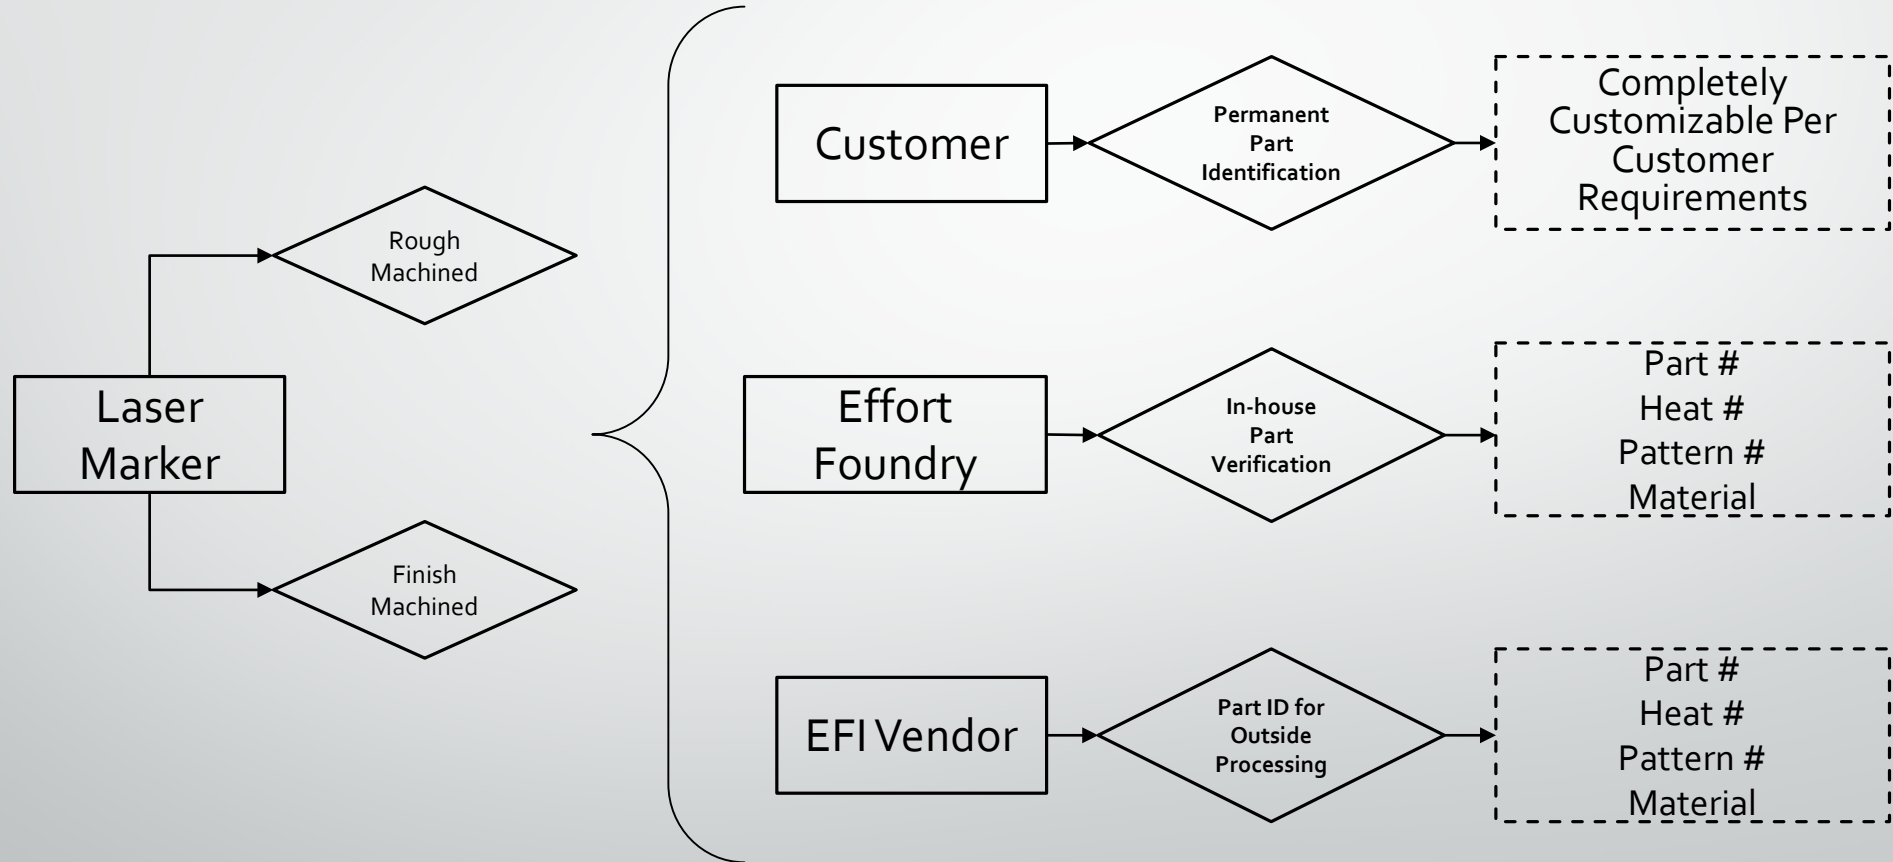 Rough
Machined
Laser
Marker
Finish
Machined
Customer
Permanent
Part
Identification
Completely
Customizable Per
Customer
Requirements
Effort
Foundry
In-house
Part
Verification
Part #
Heat #
Pattern #
Material
EFI Vendor
Part ID for
Outside
Processing
Part #
Heat #
Pattern #
Material